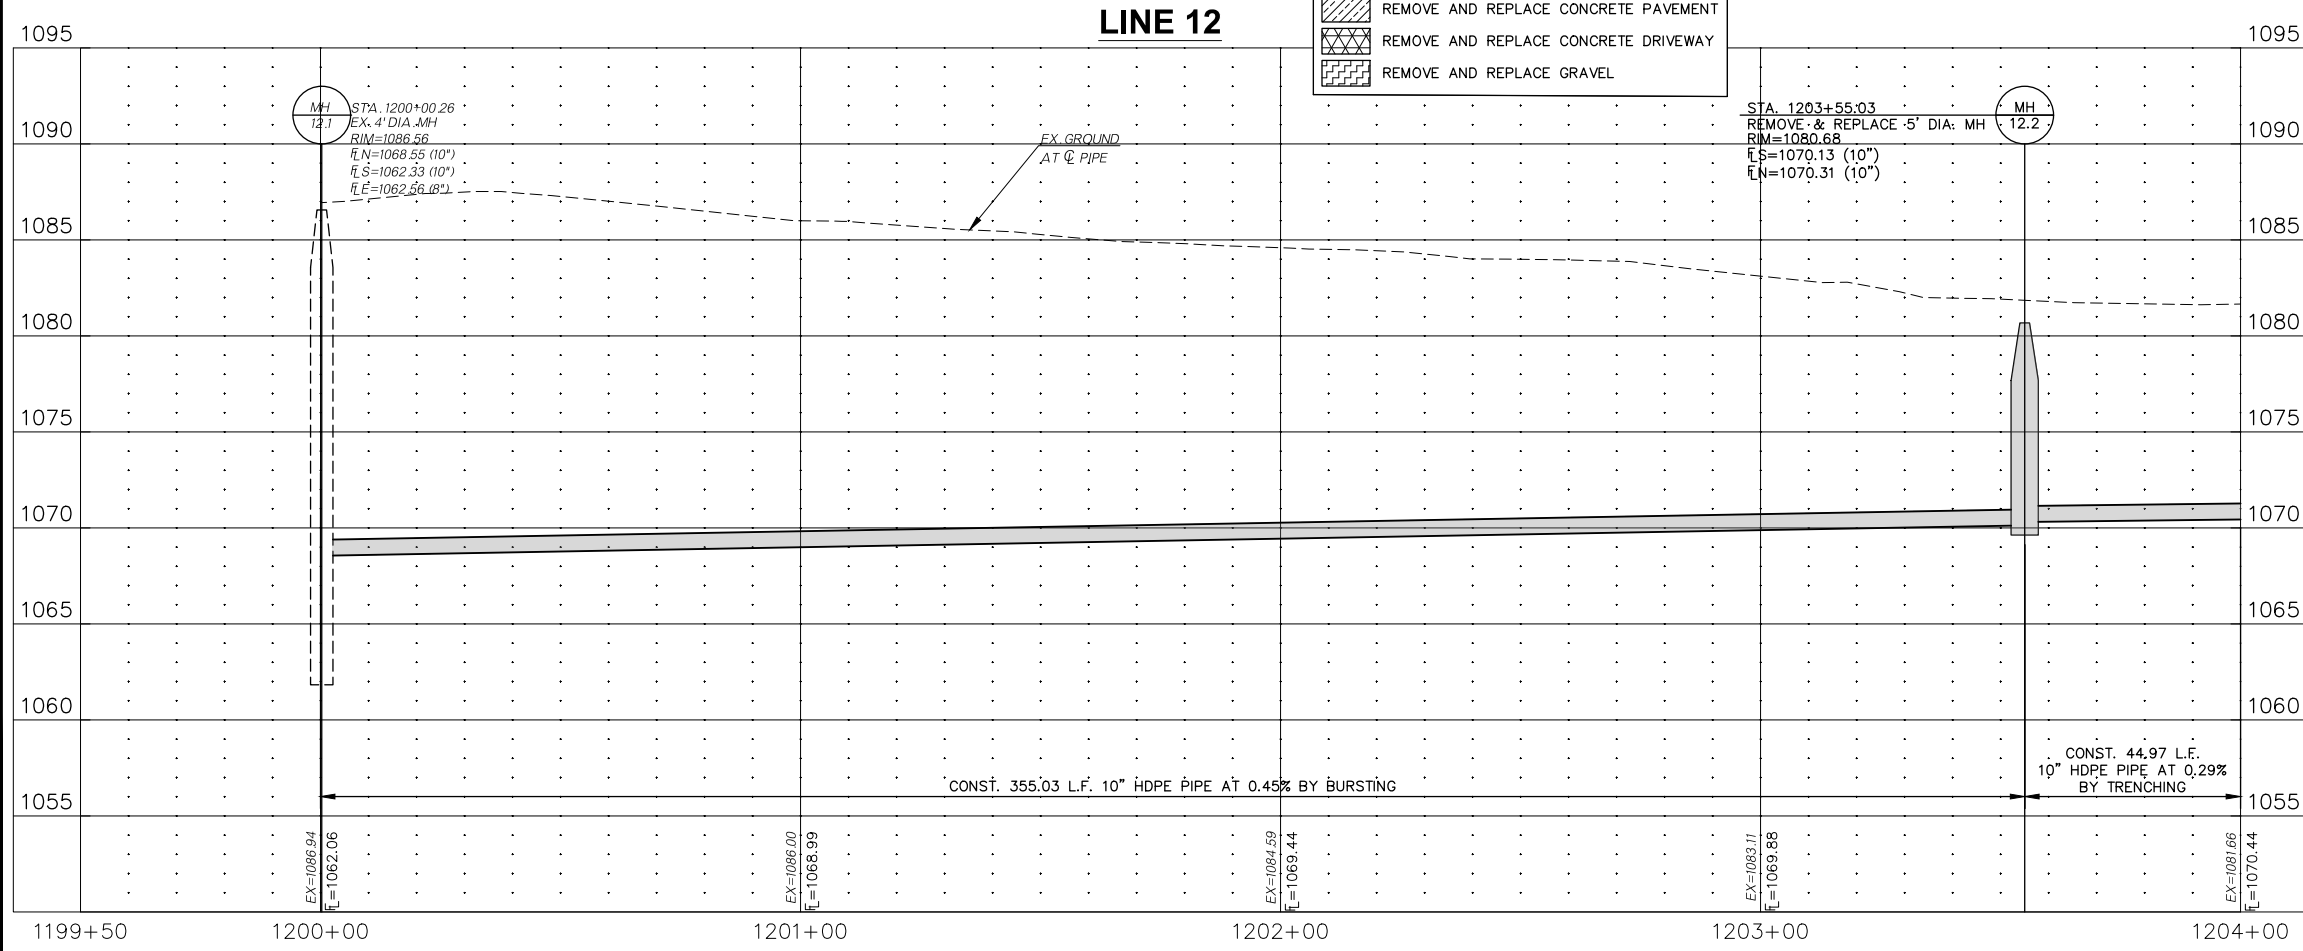 LINE 12
REMOVE AND REPLACE CONCRETE PAVEMENT
REMOVE AND REPLACE CONCRETE DRIVEWAY
REMOVE AND REPLACE GRAVEL
1095
1095
MH
12.1
STA. 1200+00.26
EX. 4' DIA. MH
RIM=1086.56
FL N=1068.55 (10")
FL S=1062.33 (10")
FL E=1062.56 (8")
EX. GROUND
AT CL PIPE
STA. 1203+55.03
REMOVE & REPLACE 5' DIA. MH
RIM=1080.68
FL S=1070.13 (10")
FL N=1070.31 (10")
MH
12.2
1090
1090
1085
1085
1080
1080
1075
1075
1070
1070
1065
1065
1060
1060
CONST. 355.03 L.F. 10" HDPE PIPE AT 0.45% BY BURSTING
CONST. 44.97 L.F.
10" HDPE PIPE AT 0.29%
BY TRENCHING
1055
1055
EX=1086.94
FL=1062.06
EX=1086.00
FL=1068.99
EX=1084.59
FL=1069.44
EX=1083.11
FL=1069.88
EX=1081.66
FL=1070.44
1199+50
1200+00
1201+00
1202+00
1203+00
1204+00